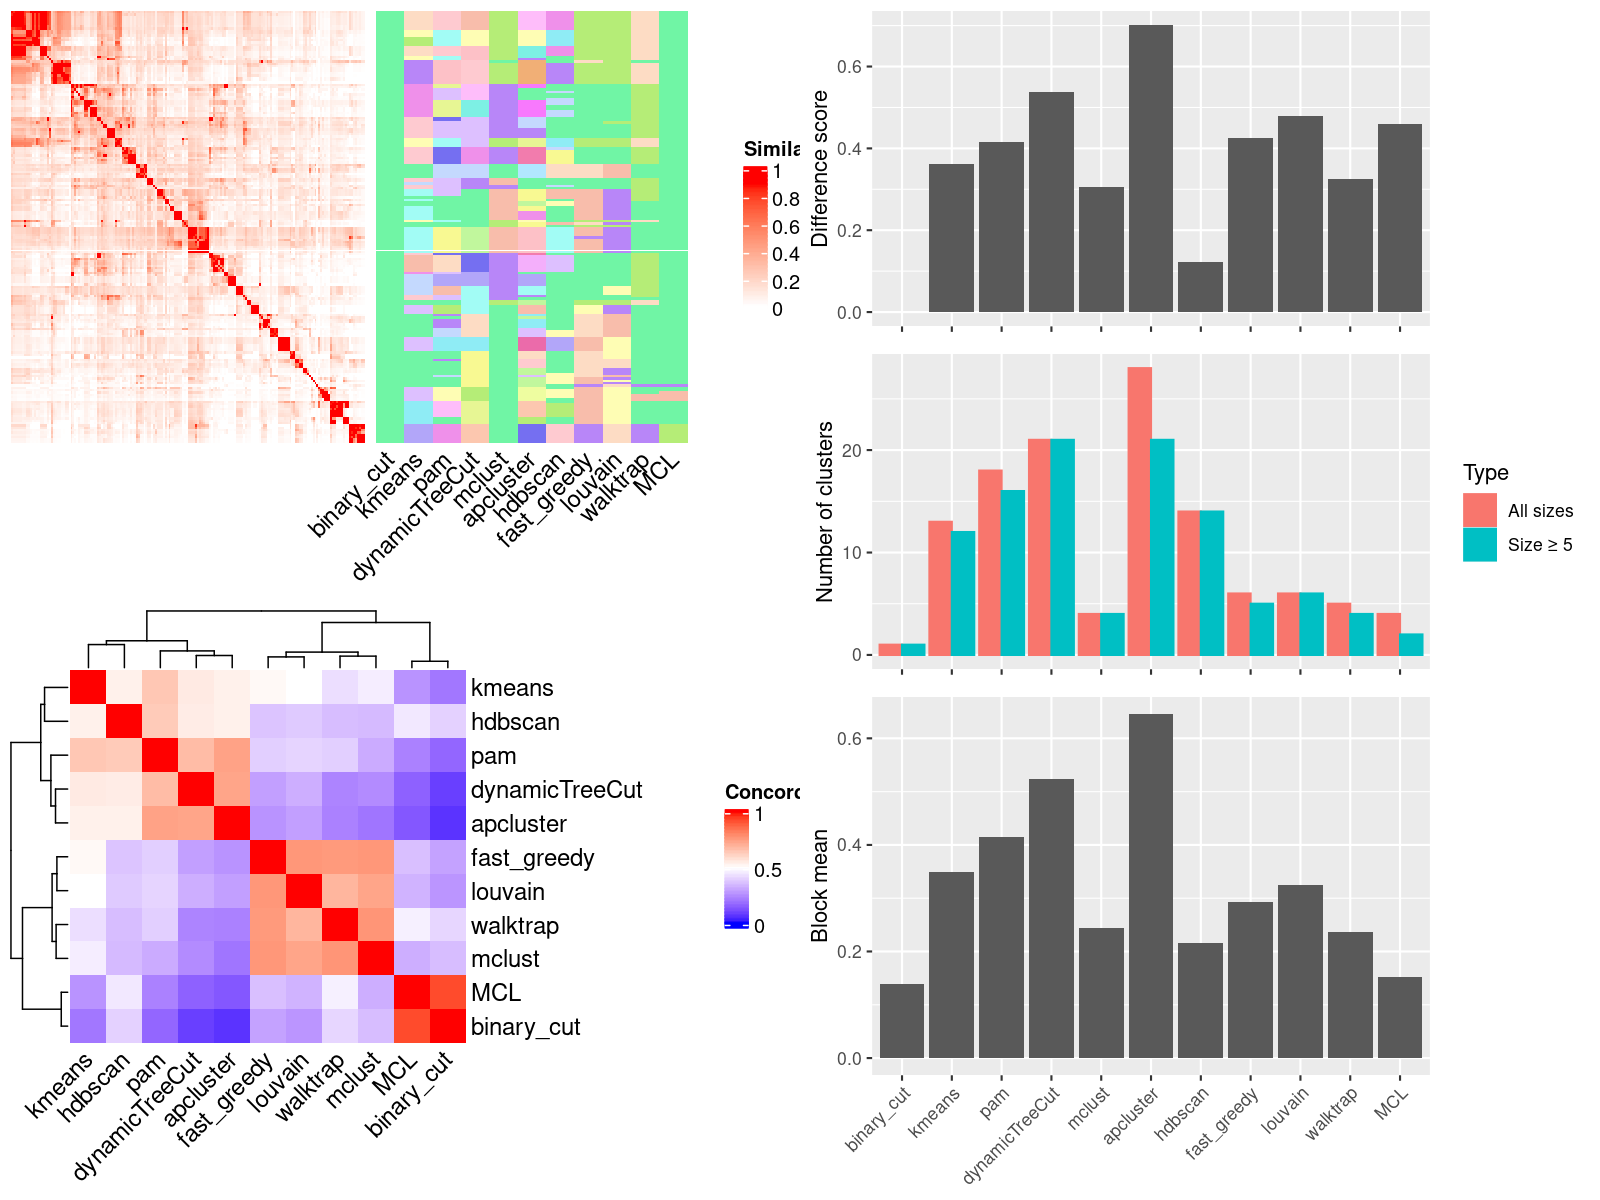 Simila
1
0.8
0.6
0.4
0.2
0
binary_cut
kmeans
pam
dynamicTreeCut
mclust
apcluster
hdbscan
fast_greedy
louvain
walktrap
MCL
kmeans
hdbscan
pam
dynamicTreeCut
apcluster
fast_greedy
louvain
walktrap
mclust
MCL
binary_cut
kmeans
hdbscan
pam
dynamicTreeCut
apcluster
fast_greedy
louvain
walktrap
mclust
MCL
binary_cut
Concord
1
0.5
0
Difference score
0.6
0.4
0.2
0.0
Number of clusters
20
10
0
Type
All sizes
Size ≥ 5
Block mean
0.6
0.4
0.2
0.0
binary_cut
kmeans
pam
dynamicTreeCut
mclust
apcluster
hdbscan
fast_greedy
louvain
walktrap
MCL